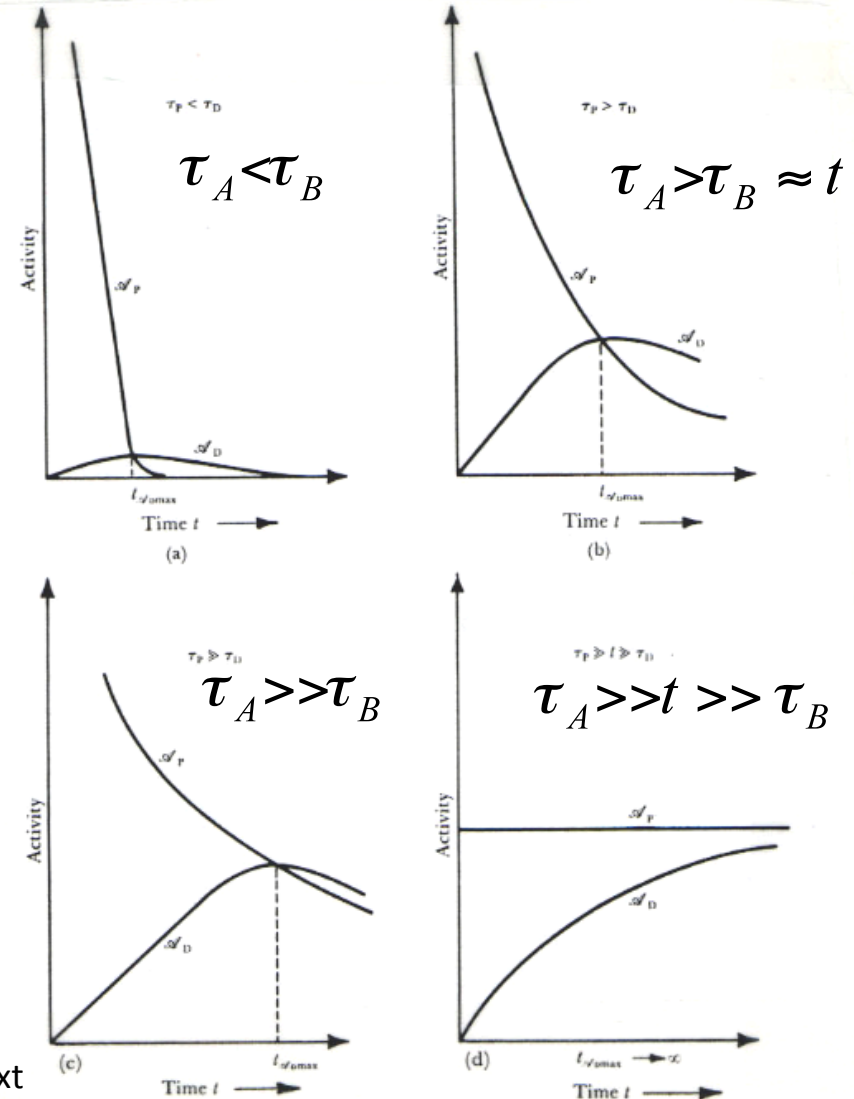 τP < τD
τA<τB
Activity
𝒜P
𝒜D
t𝒜Dmax
Time t
(a)
τP > τD
τA>τB ≈ t
Activity
𝒜P
𝒜D
t𝒜Dmax
Time t
(b)
τP ≫ τD
τA>>τB
Activity
𝒜P
𝒜D
(c)
t𝒜Dmax
Time t
τP ≫ t ≫ τD
τA>>t >> τB
Activity
𝒜P
𝒜D
(d)
t𝒜Dmax → ∞
Time t
xt